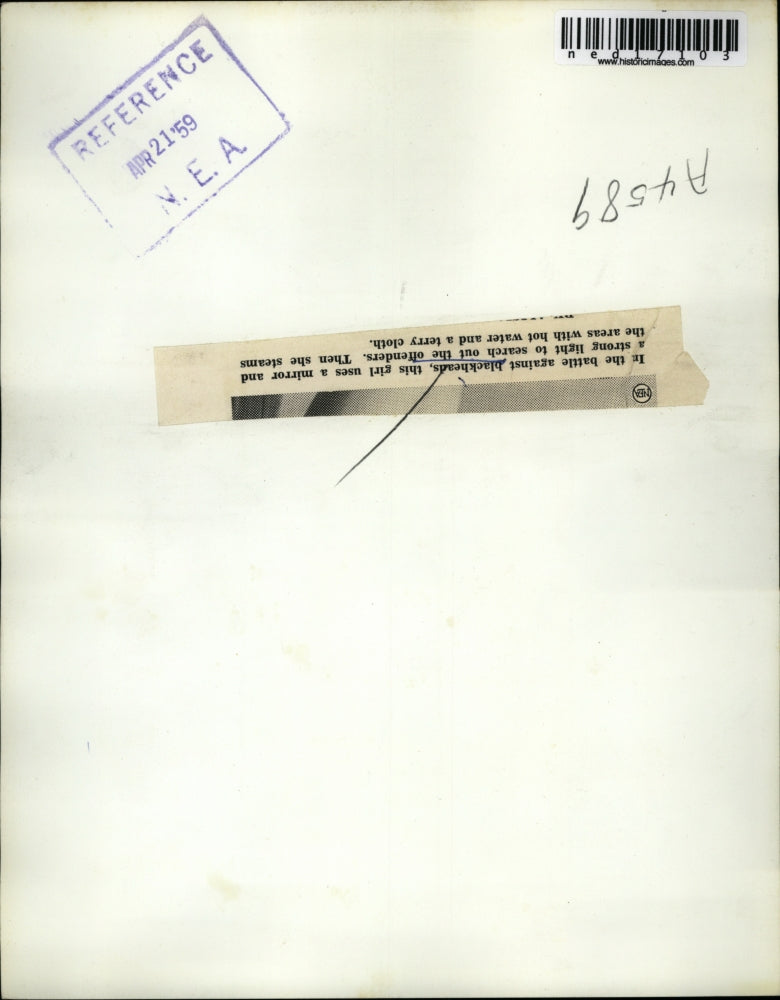 ned17103
www.historicimages.com
REFERENCE
APR 21 '59
N. E. A.
A4589
In the battle against blackheads, this girl uses a mirror and
a strong light to search out the offenders. Then she steams
the areas with hot water and a terry cloth.
NEA